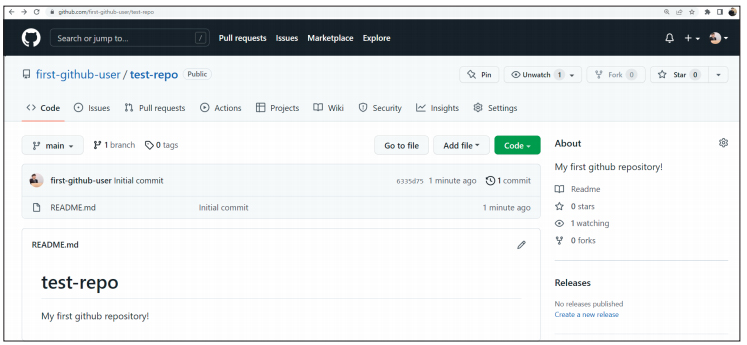 github.com/first-github-user/test-repo
Search or jump to... / Pull requests Issues Marketplace Explore
first-github-user / test-repo Public Pin Unwatch 1 Fork 0 Star 0
Code Issues Pull requests Actions Projects Wiki Security Insights Settings
main 1 branch 0 tags Go to file Add file Code
first-github-user Initial commit 6335d75 1 minute ago 1 commit
README.md Initial commit 1 minute ago
README.md
test-repo
My first github repository!
About
My first github repository!
Readme
0 stars
1 watching
0 forks
Releases
No releases published
Create a new release